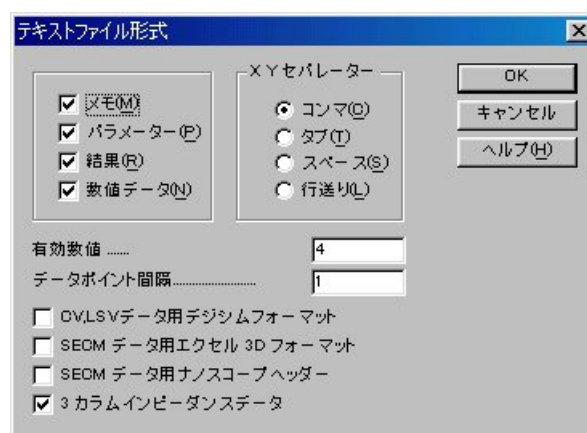 テキストファイル形式
メモ(M)
パラメーター(P)
結果(R)
数値データ(N)
XYセパレーター
コンマ(C)
タブ(T)
スペース(S)
行送り(L)
OK
キャンセル
ヘルプ(H)
有効数値 ...... 4
データポイント間隔........................ 1
CV,LSVデータ用デジシムフォーマット
SECM データ用エクセル 3D フォーマット
SECM データ用ナノスコープヘッダー
3 カラムインピーダンスデータ